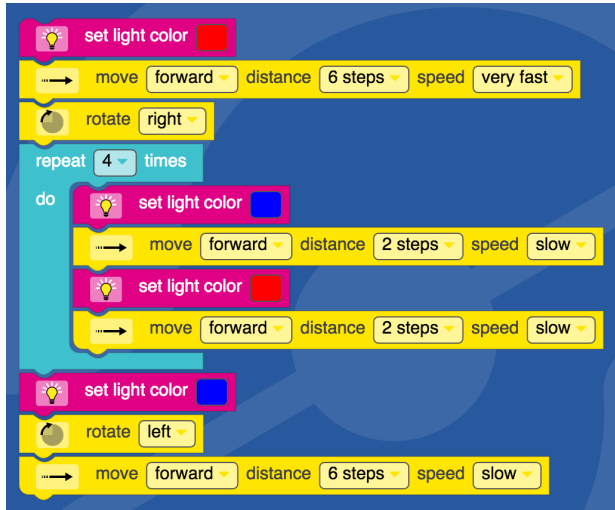 set light color
move forward distance 6 steps speed very fast
rotate right
repeat 4 times
do set light color
move forward distance 2 steps speed slow
set light color
move forward distance 2 steps speed slow
set light color
rotate left
move forward distance 6 steps speed slow